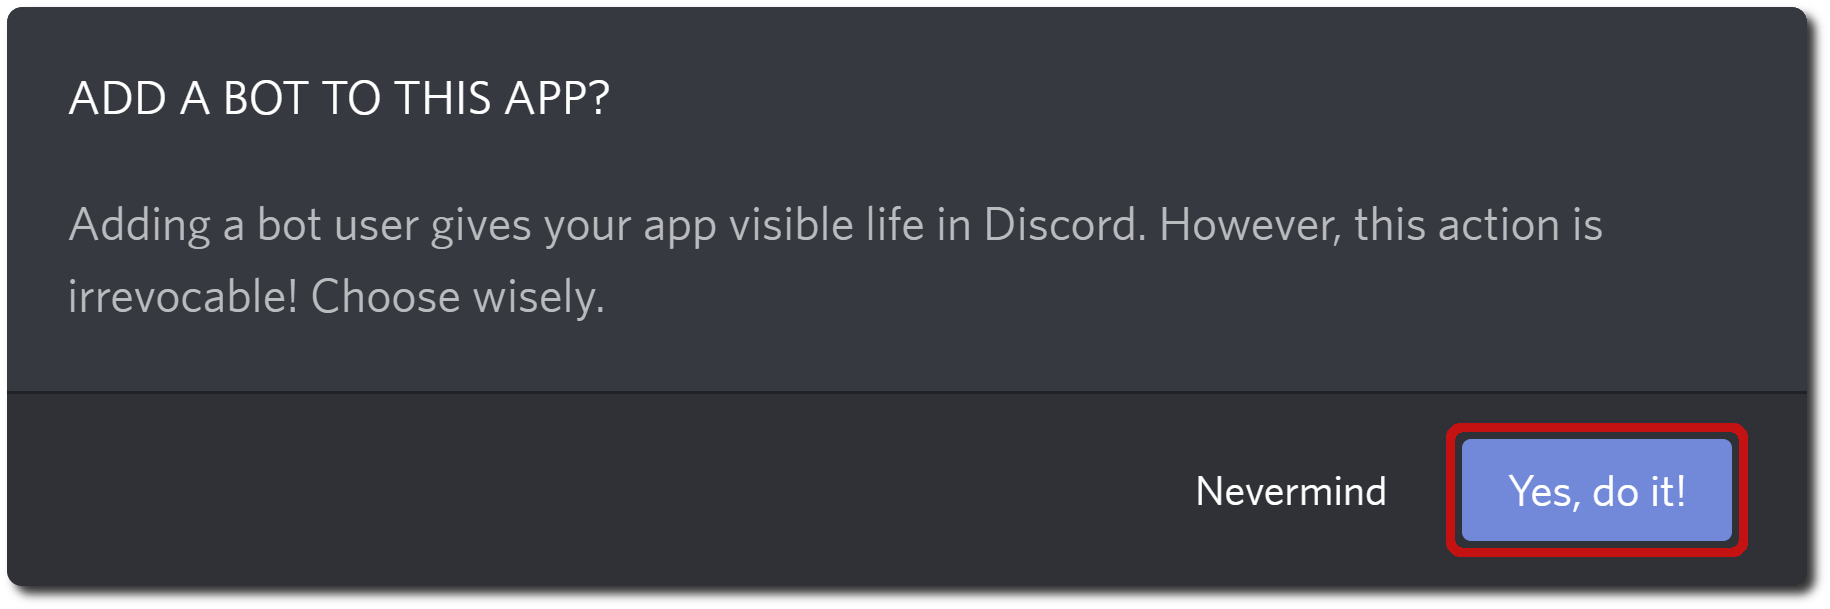 ADD A BOT TO THIS APP?
Adding a bot user gives your app visible life in Discord. However, this action is
irrevocable! Choose wisely.
Nevermind
Yes, do it!